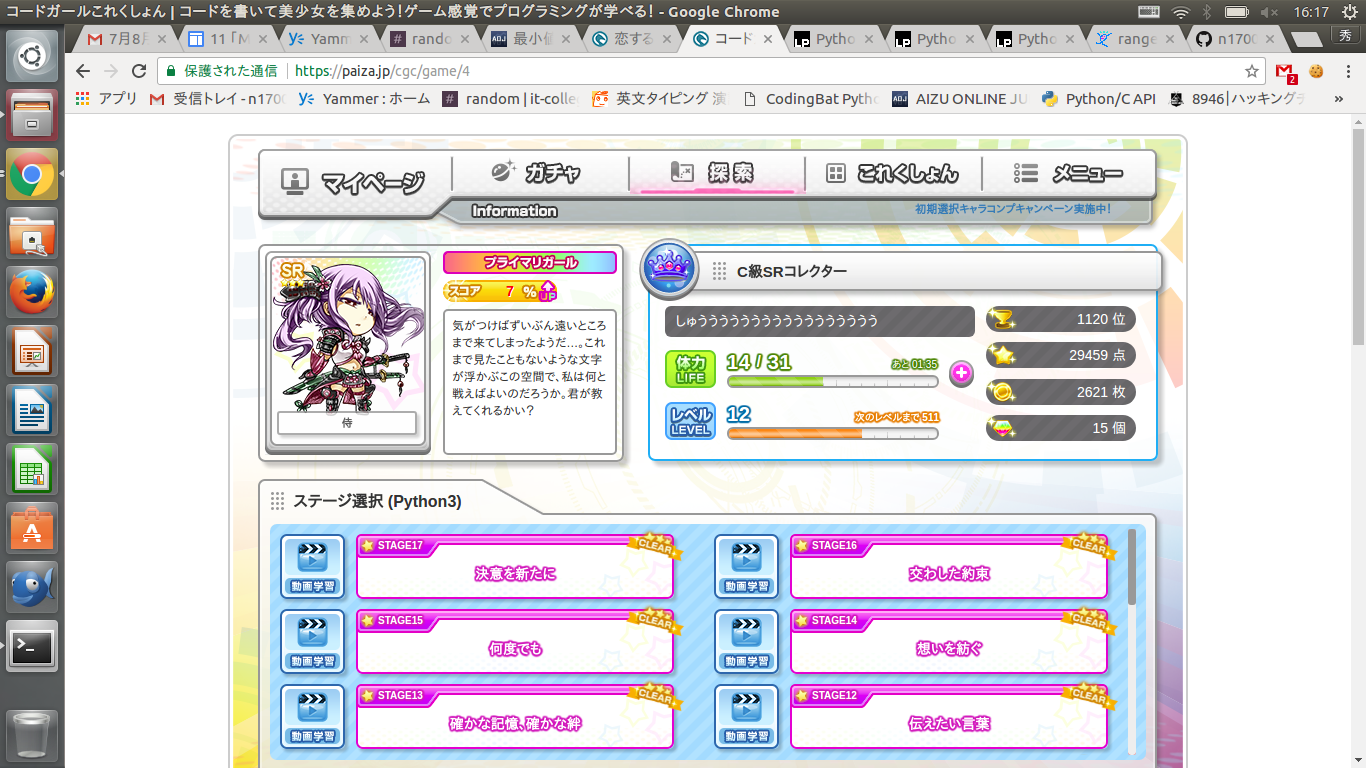 コードガールこれくしょん | コードを書いて美少女を集めよう！ゲーム感覚でプログラミングが学べる！ - Google Chrome
16:17
7月8
11「M
Yamm
rando
最小値
恋する
コード
Pytho
Pytho
Pytho
range
n1700
秀
保護された通信
https://paiza.jp/cgc/game/4
2
アプリ
受信トレイ - n1700
Yammer : ホーム
random | it-colle
英文タイピング 演
CodingBat Pytho
AIZU ONLINE JU
Python/C API
8946|ハッキングチ
»
マイページ
ガチャ
探索
これくしょん
メニュー
Information
初期選択キャラコンプキャンペーン実施中！
SR
侍
プライマリガール
スコア 7 % UP
気がつけばずいぶん遠いところ
まで来てしまったようだ…。これ
まで見たこともないような文字
が浮かぶこの空間で、私は何と
戦えばよいのだろうか。君が教
えてくれるかい？
C級SRコレクター
しゅううううううううううううううううう
体力
LIFE
14 / 31
あと 01:35
レベル
LEVEL
12
次のレベルまで 511
1120 位
29459 点
2621 枚
15 個
ステージ選択 (Python3)
動画学習
STAGE17
CLEAR
決意を新たに
動画学習
STAGE16
CLEAR
交わした約束
動画学習
STAGE15
CLEAR
何度でも
動画学習
STAGE14
CLEAR
想いを紡ぐ
動画学習
STAGE13
CLEAR
確かな記憶、確かな絆
動画学習
STAGE12
CLEAR
伝えたい言葉